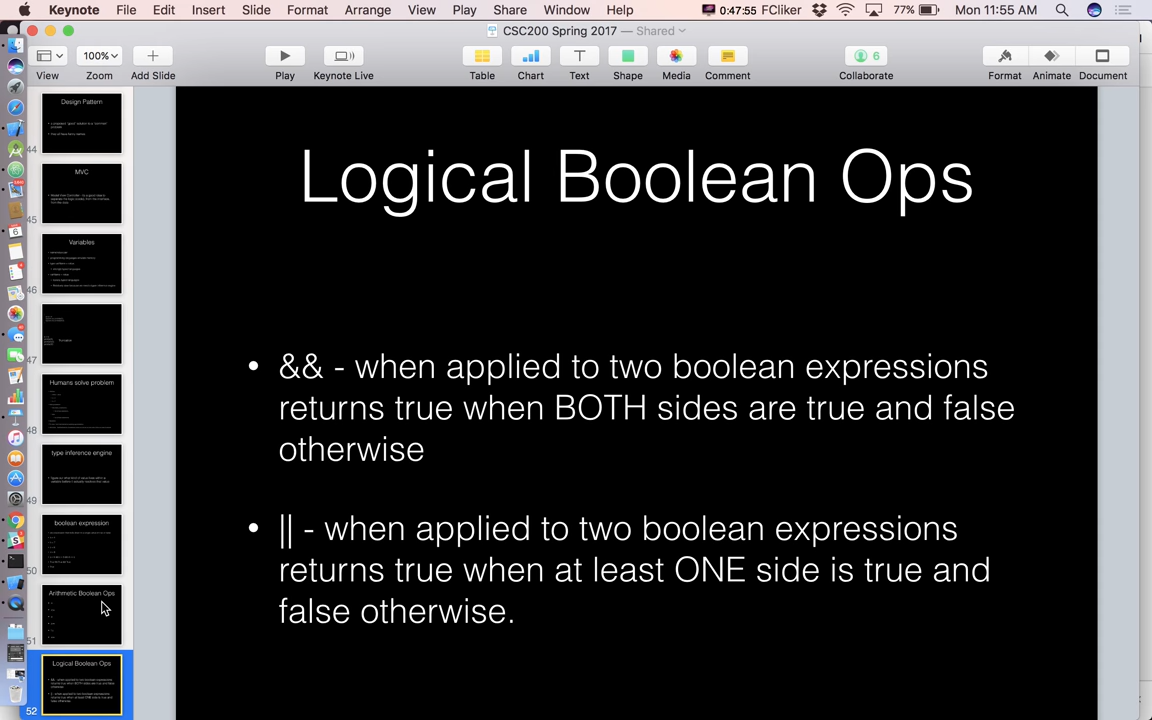 Keynote File Edit Insert Slide Format Arrange View Play Share Window Help 0:47:55 FCliker 77% Mon 11:55 AM
CSC200 Spring 2017 — Shared
100%
6
View Zoom Add Slide Play Keynote Live Table Chart Text Shape Media Comment Collaborate Format Animate Document
Design Pattern
44
MVC
45
Variables
46
47
Humans solve problem
48
type inference engine
49
boolean expression
50
Arithmetic Boolean Ops
51
Logical Boolean Ops
52
Logical Boolean Ops
• && - when applied to two boolean expressions
returns true when BOTH sides are true and false
otherwise
• || - when applied to two boolean expressions
returns true when at least ONE side is true and
false otherwise.